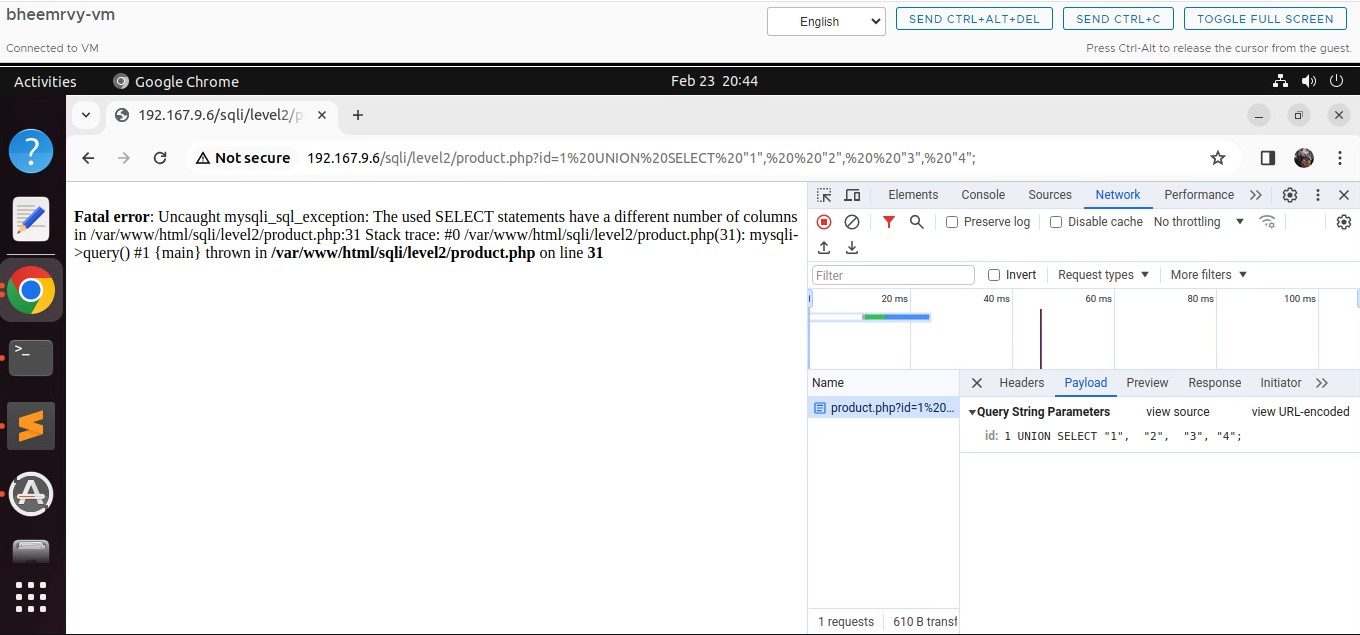 bheemrvy-vm
English
SEND CTRL+ALT+DEL
SEND CTRL+C
TOGGLE FULL SCREEN
Connected to VM
Press Ctrl-Alt to release the cursor from the guest.
Activities
Google Chrome
Feb 23 20:44
192.167.9.6/sqli/level2/p
Not secure
192.167.9.6/sqli/level2/product.php?id=1%20UNION%20SELECT%20"1",%20%20"2",%20%20"3",%20"4";
Fatal error: Uncaught mysqli_sql_exception: The used SELECT statements have a different number of columns
in /var/www/html/sqli/level2/product.php:31 Stack trace: #0 /var/www/html/sqli/level2/product.php(31): mysqli-
>query() #1 {main} thrown in /var/www/html/sqli/level2/product.php on line 31
Elements
Console
Sources
Network
Performance
Preserve log
Disable cache
No throttling
Filter
Invert
Request types
More filters
20 ms
40 ms
60 ms
80 ms
100 ms
Name
Headers
Payload
Preview
Response
Initiator
product.php?id=1%20...
Query String Parameters
view source
view URL-encoded
id: 1 UNION SELECT "1",  "2",  "3", "4";
1 requests
610 B transf